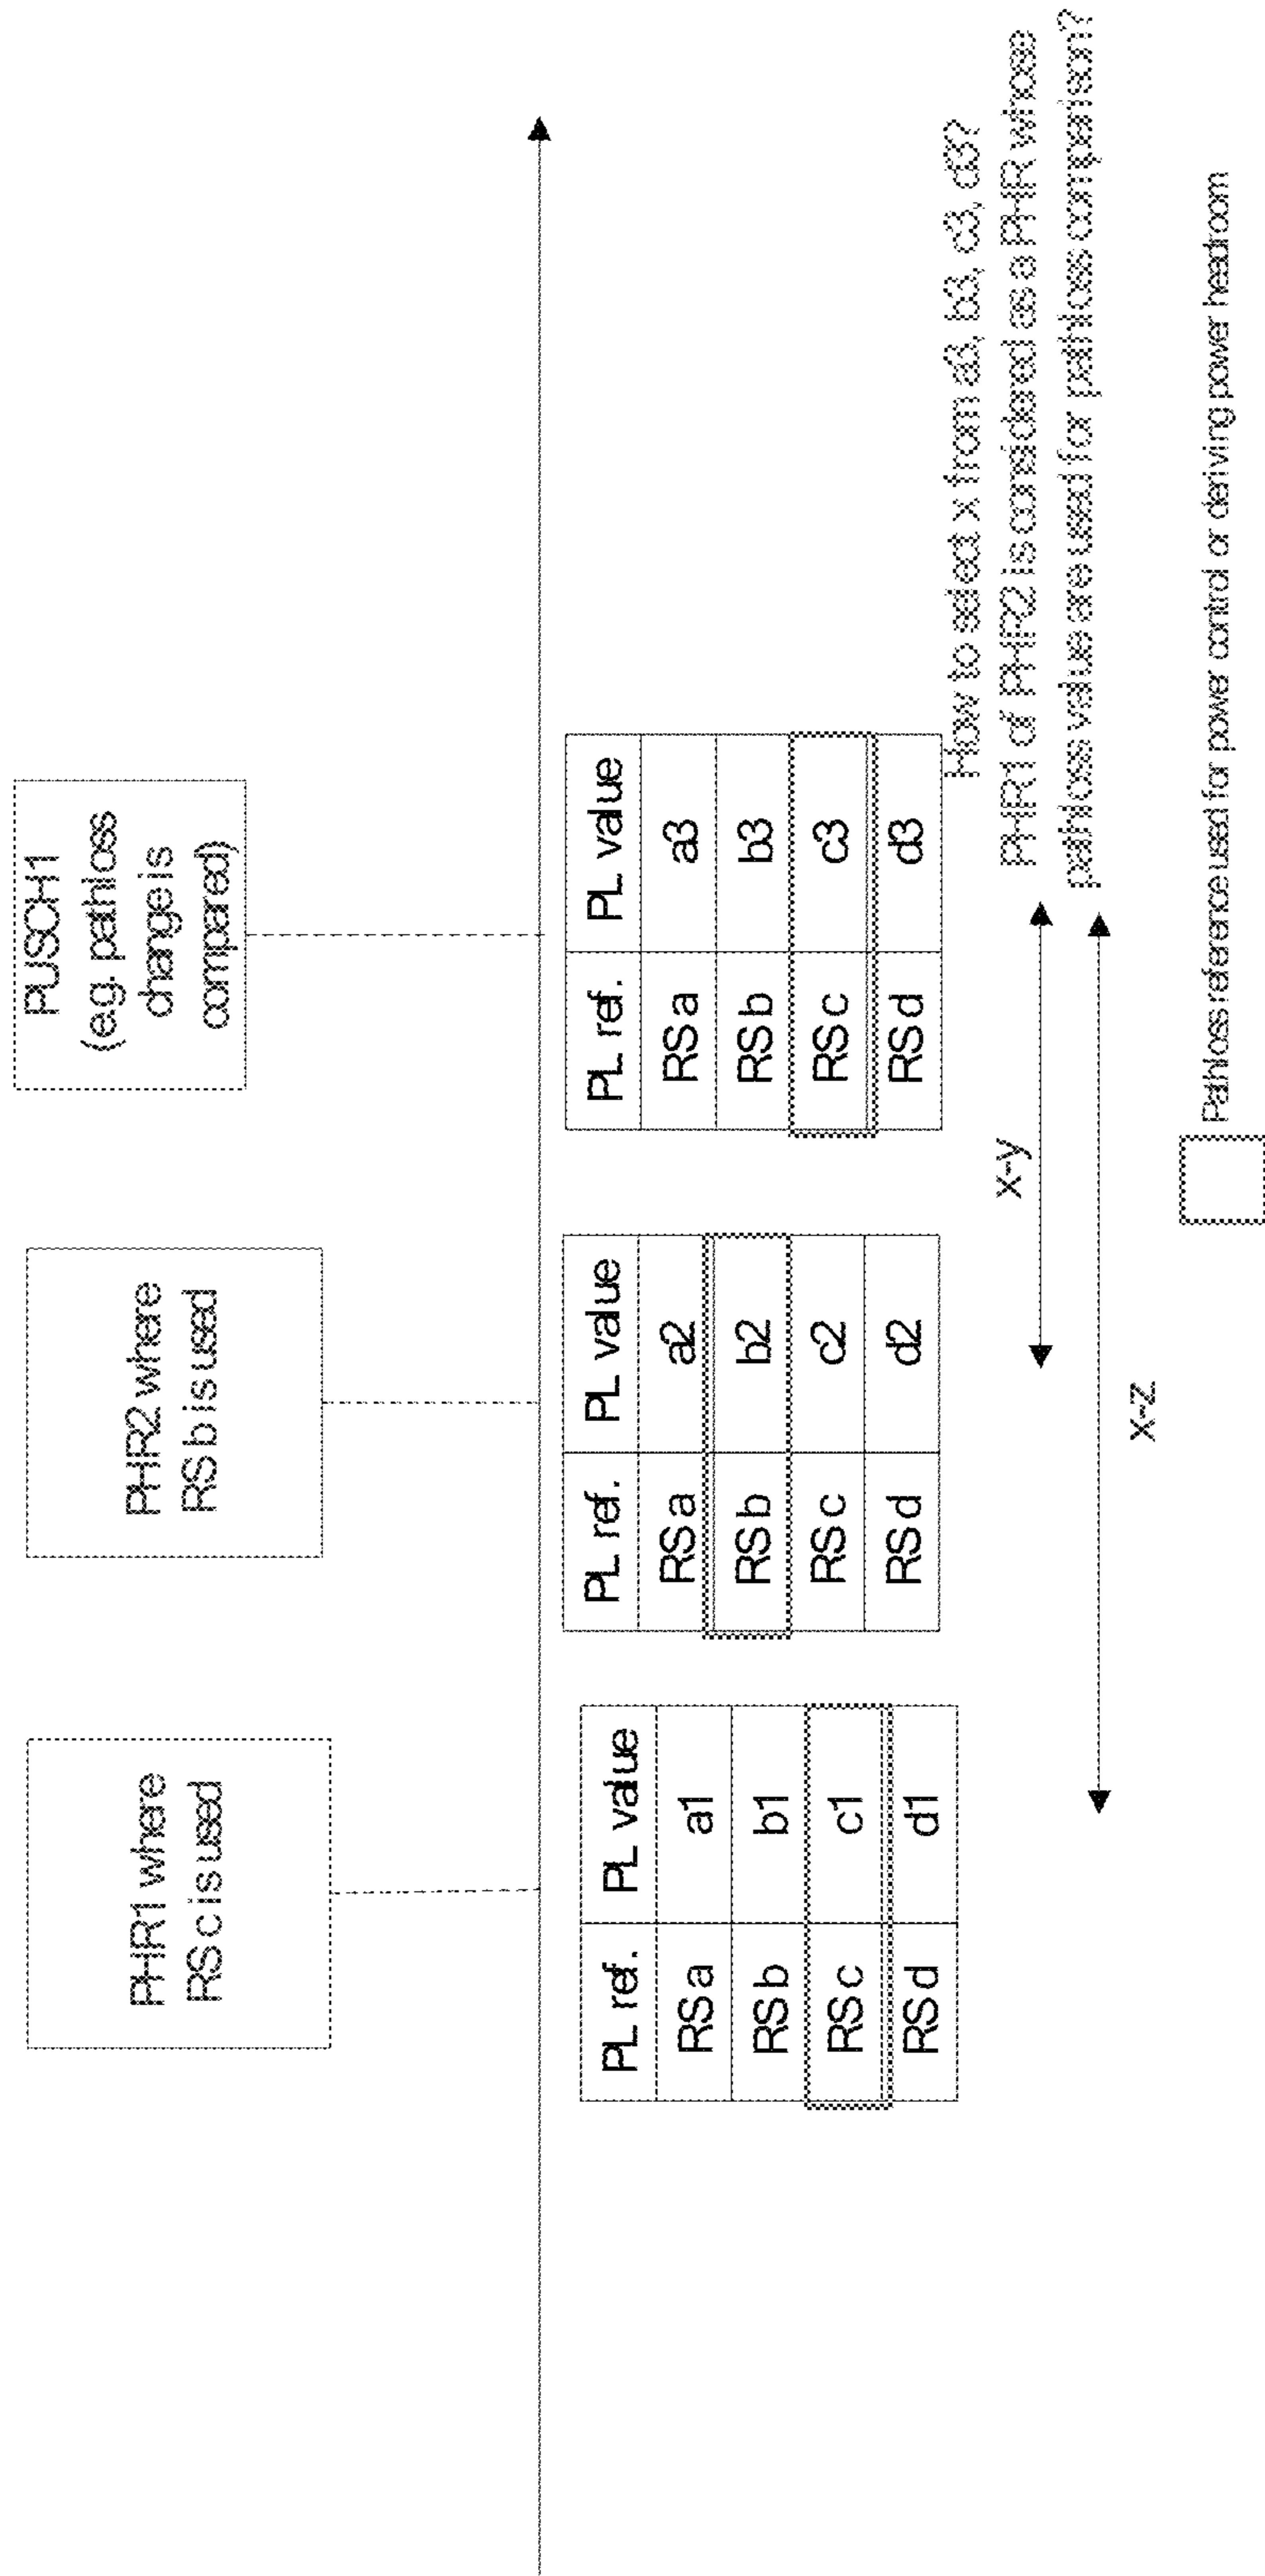 PHR1 where
RS c is used
PHR2 where
RS b is used
PUSCH1
(e.g. pathloss
change is
compared)
PL ref. PL value
RS a a1
RS b b1
RS c c1
RS d d1
PL ref. PL value
RS a a2
RS b b2
RS c c2
RS d d2
PL ref. PL value
RS a a3
RS b b3
RS c c3
RS d d3
How to select x from a3, b3, c3, d3?
PHR1 or PHR2 is considered as a PHR whose
pathloss value are used for pathloss comparison?
x-y
x-z
Pathloss reference used for power control or deriving power headroom